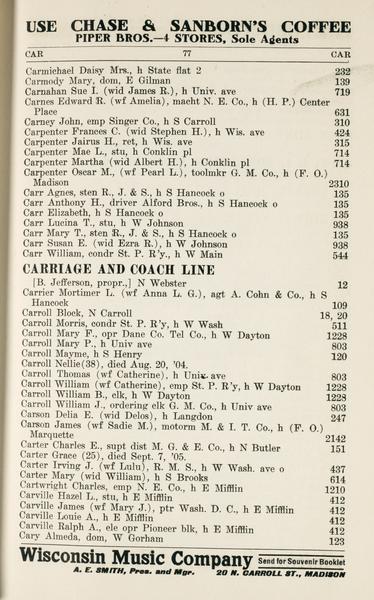 USE CHASE & SANBORN'S COFFEE
PIPER BROS.—4 STORES, Sole Agents
CAR 77 CAR
Carmichael Daisy Mrs., h State flat 2 232
Carmody Mary, dom, E Gilman 139
Carnahan Sue I. (wid James R.), h Univ. ave 719
Carnes Edward R. (wf Amelia), macht N. E. Co., h (H. P.) Center
Place 631
Carney John, emp Singer Co., h S Carroll 310
Carpenter Frances C. (wid Stephen H.), h Wis. ave 424
Carpenter Jairus H., ret, h Wis. ave 315
Carpenter Mae L., stu, h Conklin pl 714
Carpenter Martha (wid Albert H.), h Conklin pl 714
Carpenter Oscar M., (wf Pearl L.), toolmkr G. M. Co., h (F. O.)
Madison 2310
Carr Agnes, sten R., J. & S., h S Hancock o 135
Carr Anthony H., driver Alford Bros., h S Hancock o 135
Carr Elizabeth, h S Hancock o 135
Carr Lucina T., stu, h W Johnson 938
Carr Mary T., sten R., J. & S., h S Hancock o 135
Carr Susan E. (wid Ezra R.), h W Johnson 938
Carr William, condr St. P. R'y., h W Main 544
CARRIAGE AND COACH LINE
[B. Jefferson, propr.,] N Webster 12
Carrier Mortimer L. (wf Anna L. G.), agt A. Cohn & Co., h S
Hancock 109
Carroll Block, N Carroll 18, 20
Carroll Morris, condr St. P. R'y, h W Wash 511
Carroll Mary F., opr Dane Co. Tel Co., h W Dayton 1228
Carroll Mary P., h Univ ave 803
Carroll Mayme, h S Henry 120
Carroll Nellie(38), died Aug. 20, '04.
Carroll Thomas (wf Catherine), h Univ. ave 803
Carroll William (wf Catherine), emp St. P. R'y, h W Dayton 1228
Carroll William B., elk, h W Dayton 1228
Carroll William J., ordering elk G. M. Co., h Univ ave 803
Carson Delia E. (wid Delos), h Langdon 247
Carson James (wf Sadie M.), motorm M. & I. T. Co., h (F. O.)
Marquette 2142
Carter Charles E., supt dist M. G. & E. Co., h N Butler 151
Carter Grace (25), died Sept. 7, '05.
Carter Irving J. (wf Lulu), R. M. S., h W Wash. ave o 437
Carter Mary (wid William), h S Brooks 614
Cartwright Charles, emp N. E. Co., h E Mifflin 1210
Carville Hazel L., stu, h E Mifflin 412
Carville James (wf Mary J.), ptr Wash. D. C., h E Mifflin 412
Carville Louie A., h E Mifflin 412
Carville Ralph A., ele opr Pioneer blk, h E Mifflin 412
Cary Almeda, dom, W Gorham 123
Wisconsin Music Company Send for Souvenir Booklet
A. E. SMITH, Pres. and Mgr. 20 N. CARROLL ST., MADISON